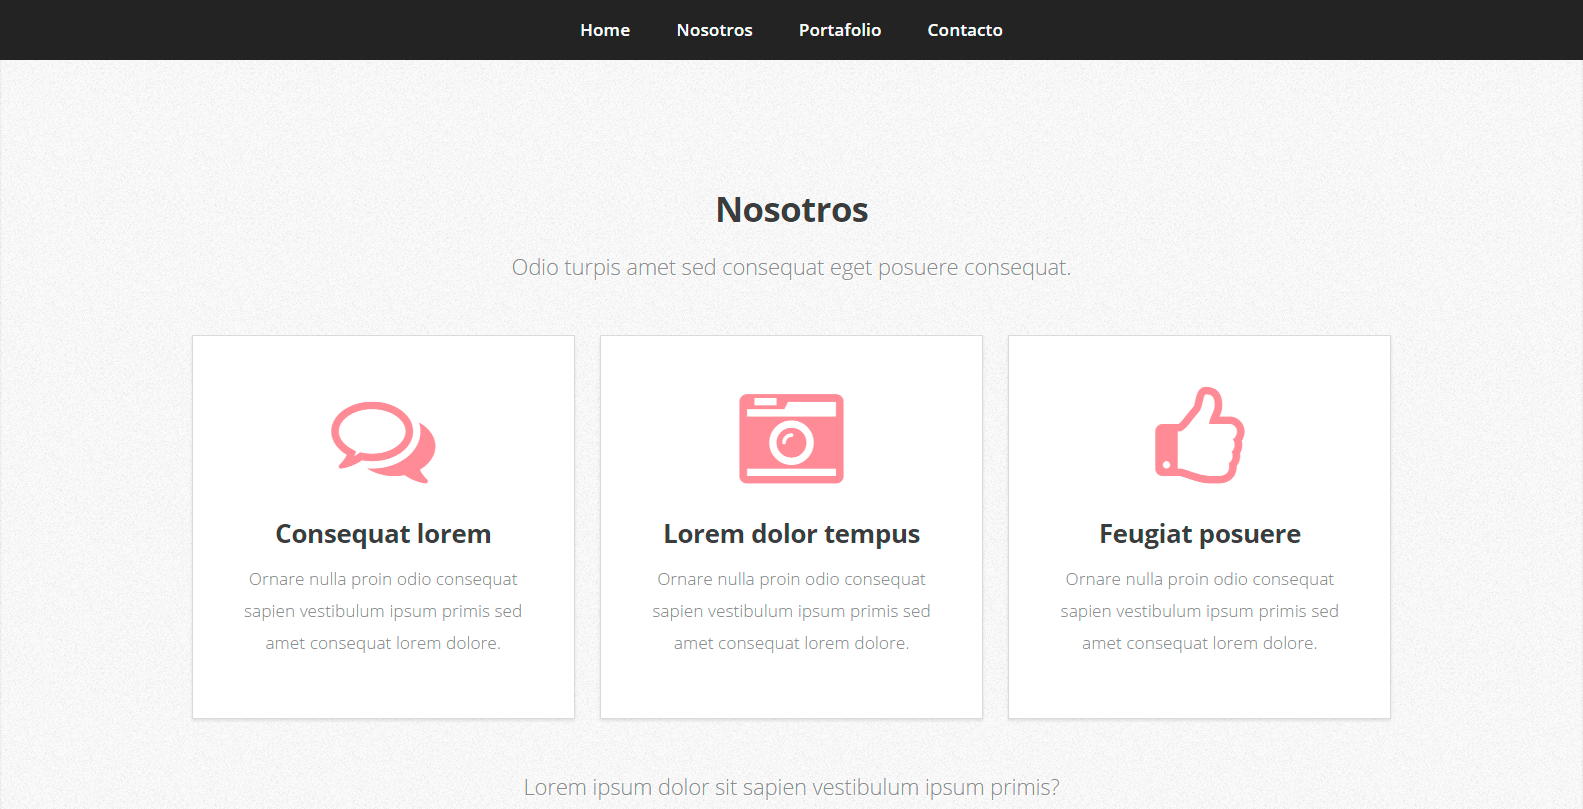 Home Nosotros Portafolio Contacto
Nosotros
Odio turpis amet sed consequat eget posuere consequat.
Consequat lorem
Ornare nulla proin odio consequat
sapien vestibulum ipsum primis sed
amet consequat lorem dolore.
Lorem dolor tempus
Ornare nulla proin odio consequat
sapien vestibulum ipsum primis sed
amet consequat lorem dolore.
Feugiat posuere
Ornare nulla proin odio consequat
sapien vestibulum ipsum primis sed
amet consequat lorem dolore.
Lorem ipsum dolor sit sapien vestibulum ipsum primis?